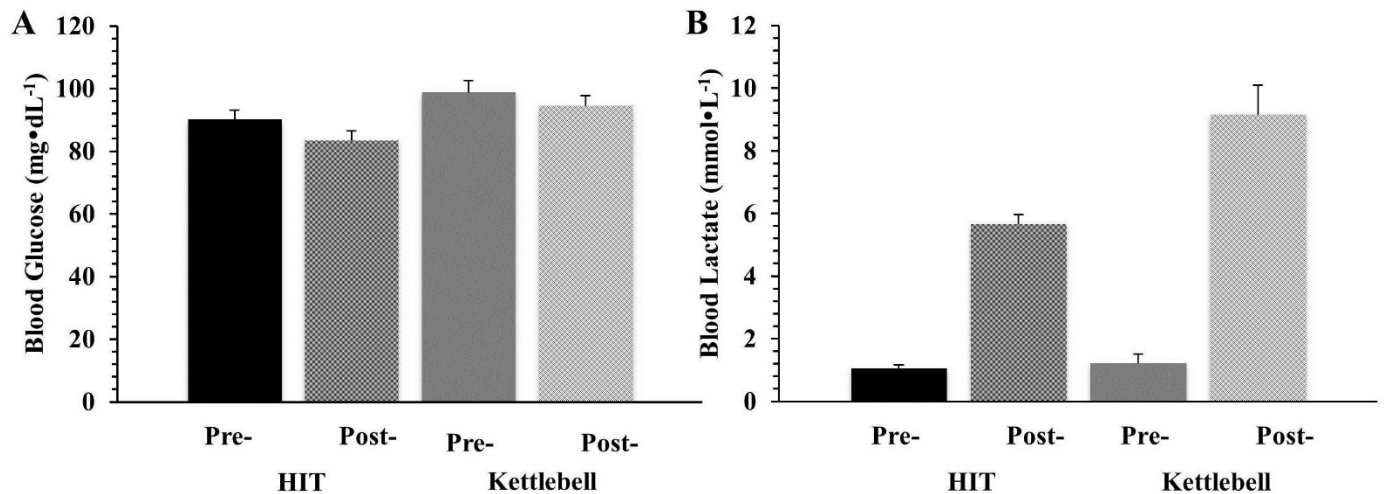 A
Blood Glucose (mg•dL-1)
120
100
80
60
40
20
0
Pre-
Post-
Pre-
Post-
HIT
Kettlebell
B
Blood Lactate (mmol•L-1)
12
10
8
6
4
2
0
Pre-
Post-
Pre-
Post-
HIT
Kettlebell